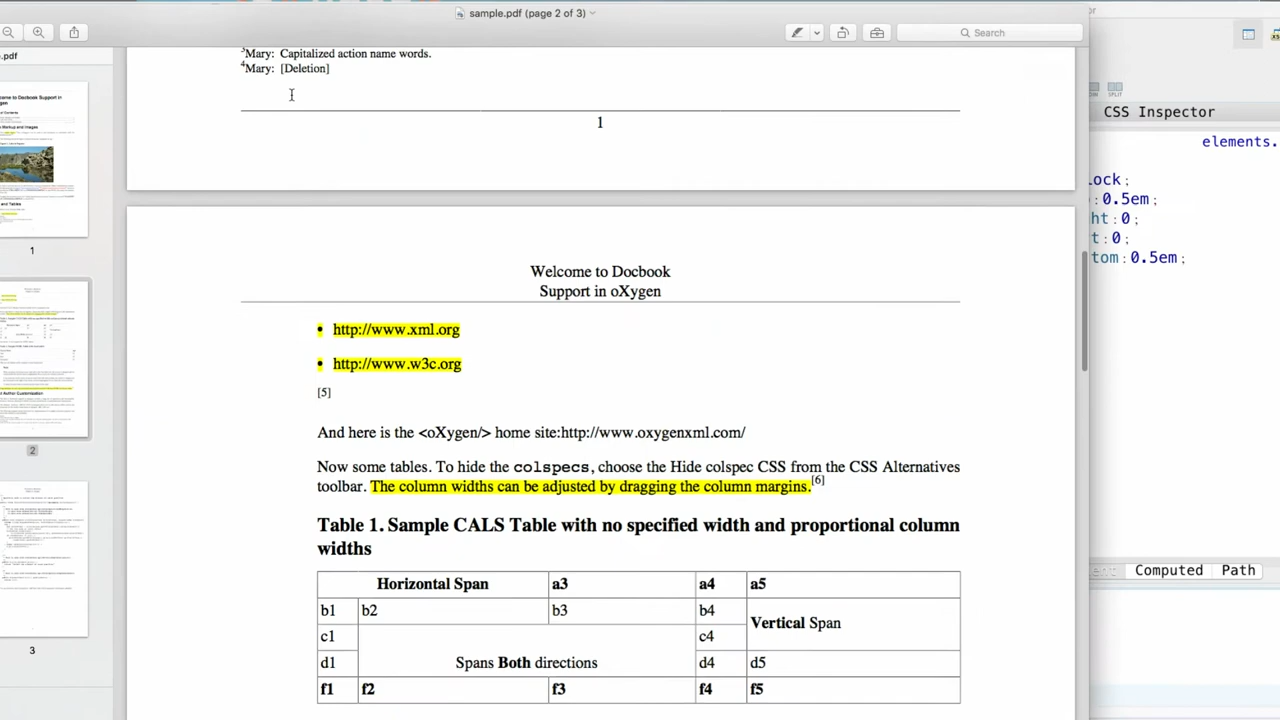 sample.pdf (page 2 of 3)
Search
.pdf
3Mary: Capitalized action name words.
4Mary: [Deletion]
1
CSS Inspector
elements.
lock;
:0.5em;
ht:0;
t:0;
tom:0.5em;
1
2
3
Welcome to Docbook
Support in oXygen
• http://www.xml.org
• http://www.w3c.org
[5]
And here is the <oXygen/> home site:http://www.oxygenxml.com/
Now some tables. To hide the colspecs, choose the Hide colspec CSS from the CSS Alternatives
toolbar. The column widths can be adjusted by dragging the column margins.[6]
Table 1. Sample CALS Table with no specified width and proportional column
widths
Horizontal Span a3 a4 a5
b1 b2 b3 b4 Vertical Span
c1 c4
d1 Spans Both directions d4 d5
f1 f2 f3 f4 f5
Computed Path
SPLIT